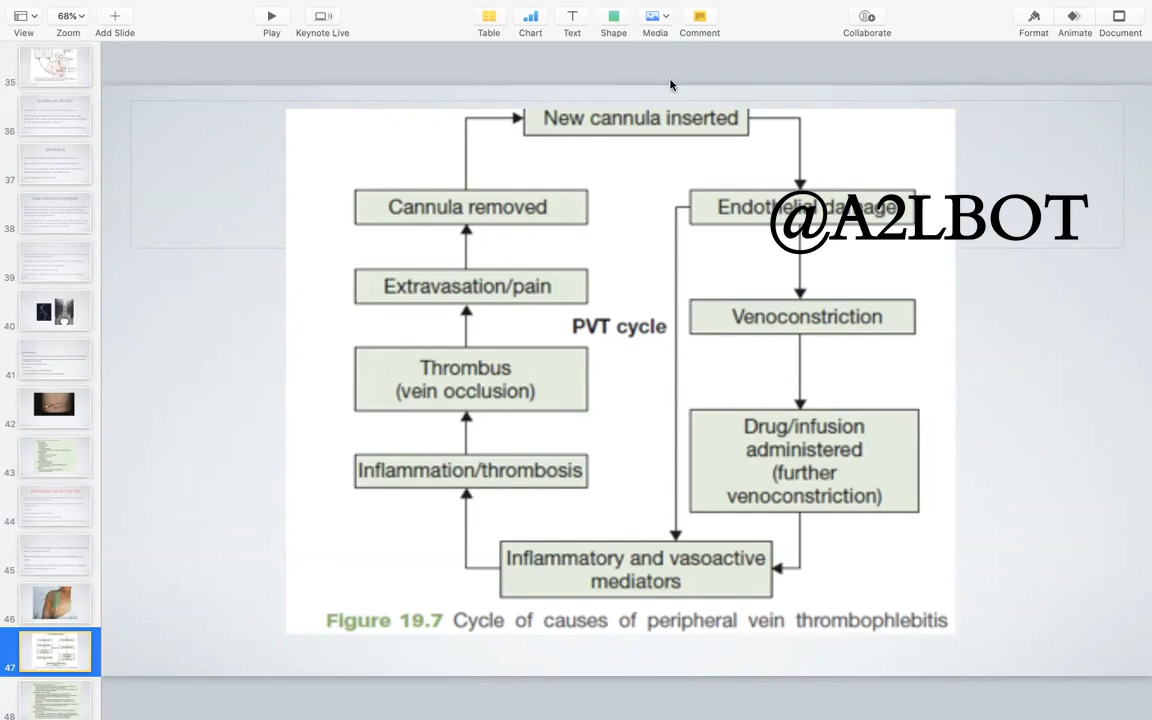 68%
View
Zoom
Add Slide
Play
Keynote Live
Table
Chart
Text
Shape
Media
Comment
Collaborate
Format
Animate
Document
35
36
37
38
39
40
41
42
43
44
45
46
47
48
New cannula inserted
Cannula removed
Endothelial damage
@A2LBOT
Extravasation/pain
Venoconstriction
PVT cycle
Thrombus
(vein occlusion)
Drug/infusion
administered
(further
venoconstriction)
Inflammation/thrombosis
Inflammatory and vasoactive
mediators
Figure 19.7 Cycle of causes of peripheral vein thrombophlebitis